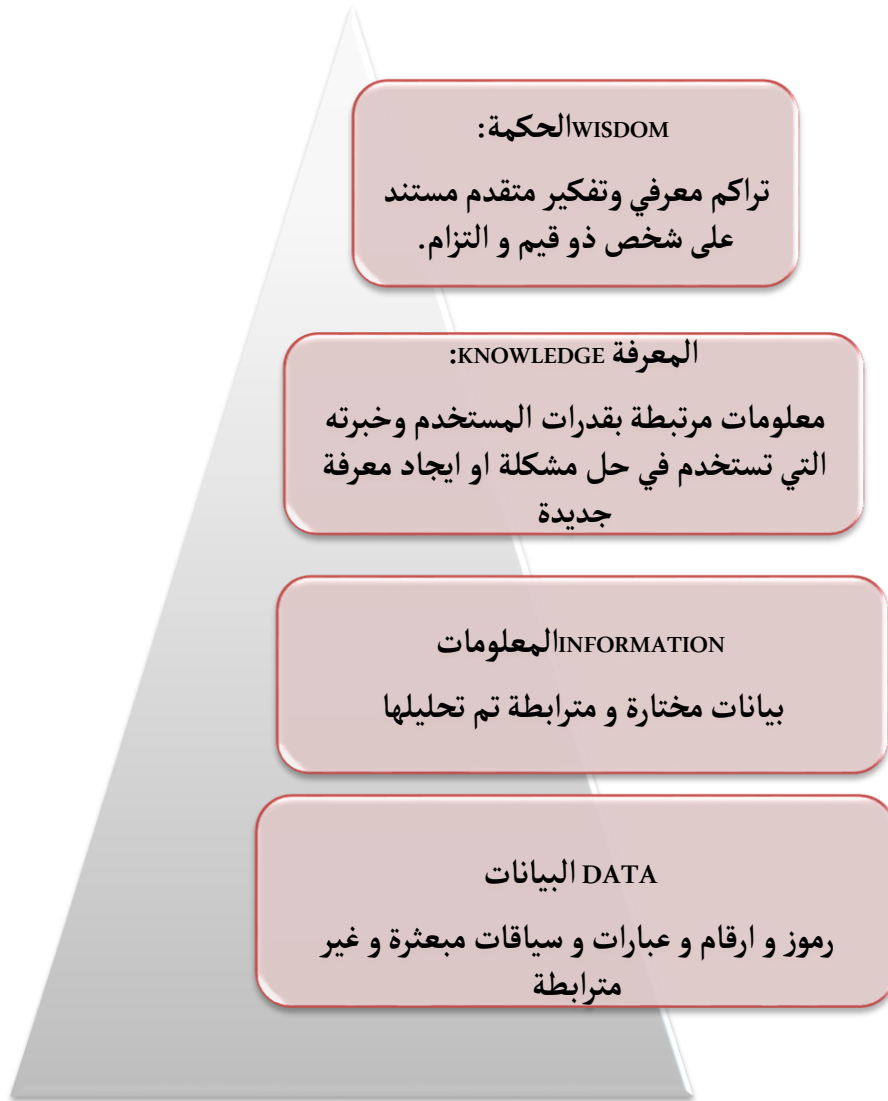 الحكمةWISDOM:
تراكم معرفي وتفكير متقدم مستند
على شخص ذو قيم و التزام.
المعرفة KNOWLEDGE:
معلومات مرتبطة بقدرات المستخدم وخبرته
التي تستخدم في حل مشكلة او ايجاد معرفة
جديدة
المعلوماتINFORMATION
بيانات مختارة و مترابطة تم تحليلها
البيانات DATA
رموز و ارقام و عبارات و سياقات مبعثرة و غير
مترابطة